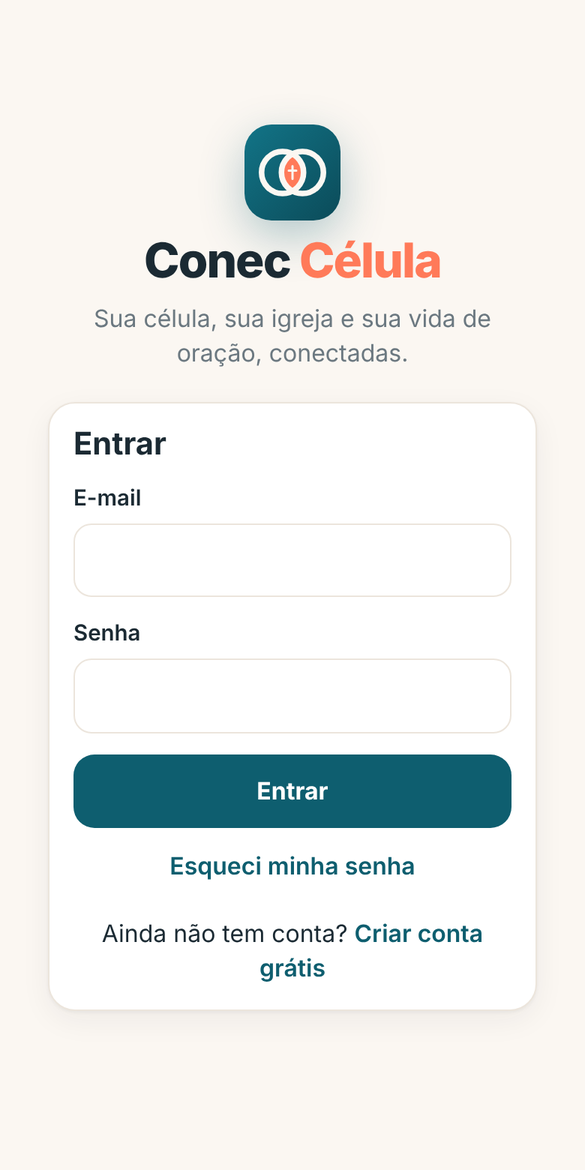 Conec Célula
Sua célula, sua igreja e sua vida de
oração, conectadas.
Entrar
E-mail
Senha
Entrar
Esqueci minha senha
Ainda não tem conta? Criar conta
grátis